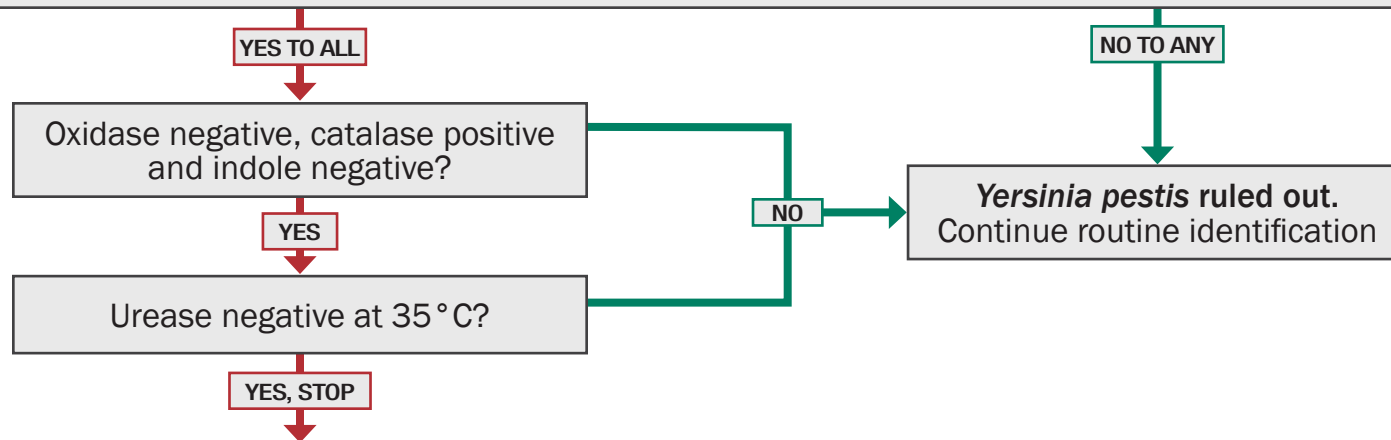 YES TO ALL
NO TO ANY
Oxidase negative, catalase positive
and indole negative?
Yersinia pestis ruled out.
Continue routine identification
NO
YES
Urease negative at 35°C?
YES, STOP